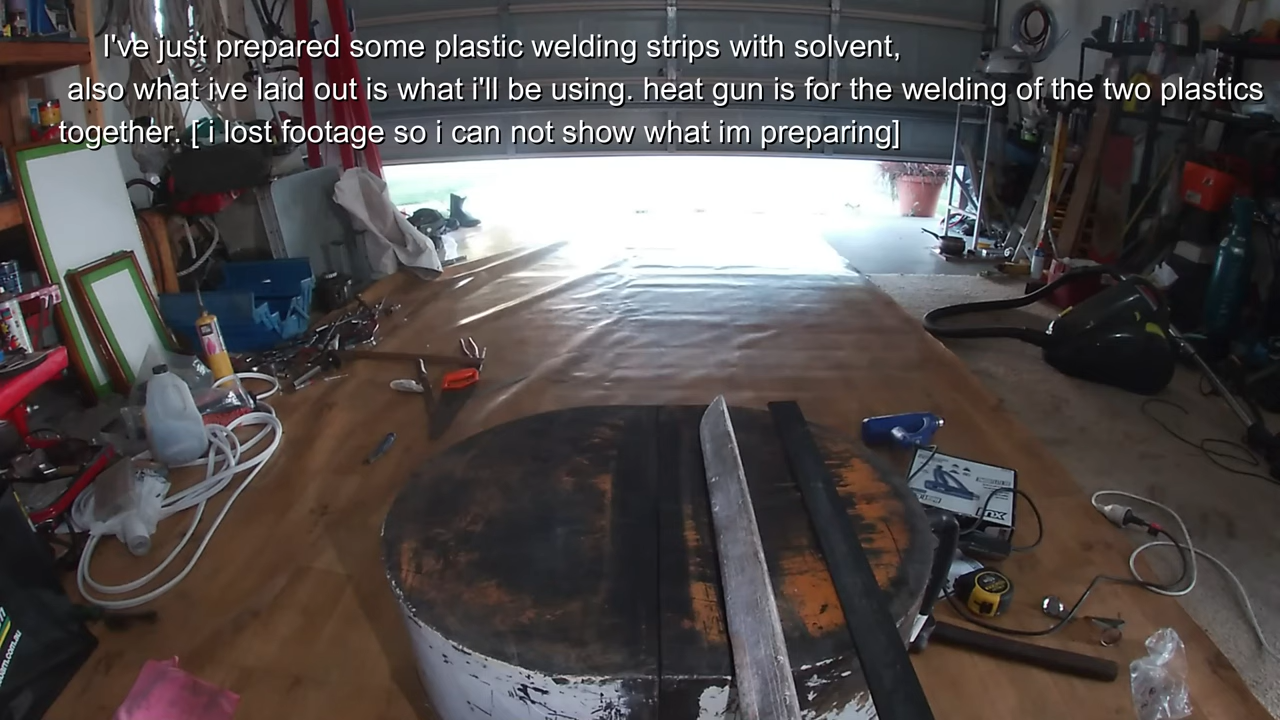 I've just prepared some plastic welding strips with solvent,
also what ive laid out is what i'll be using. heat gun is for the welding of the two plastics
together. [ i lost footage so i can not show what im preparing]